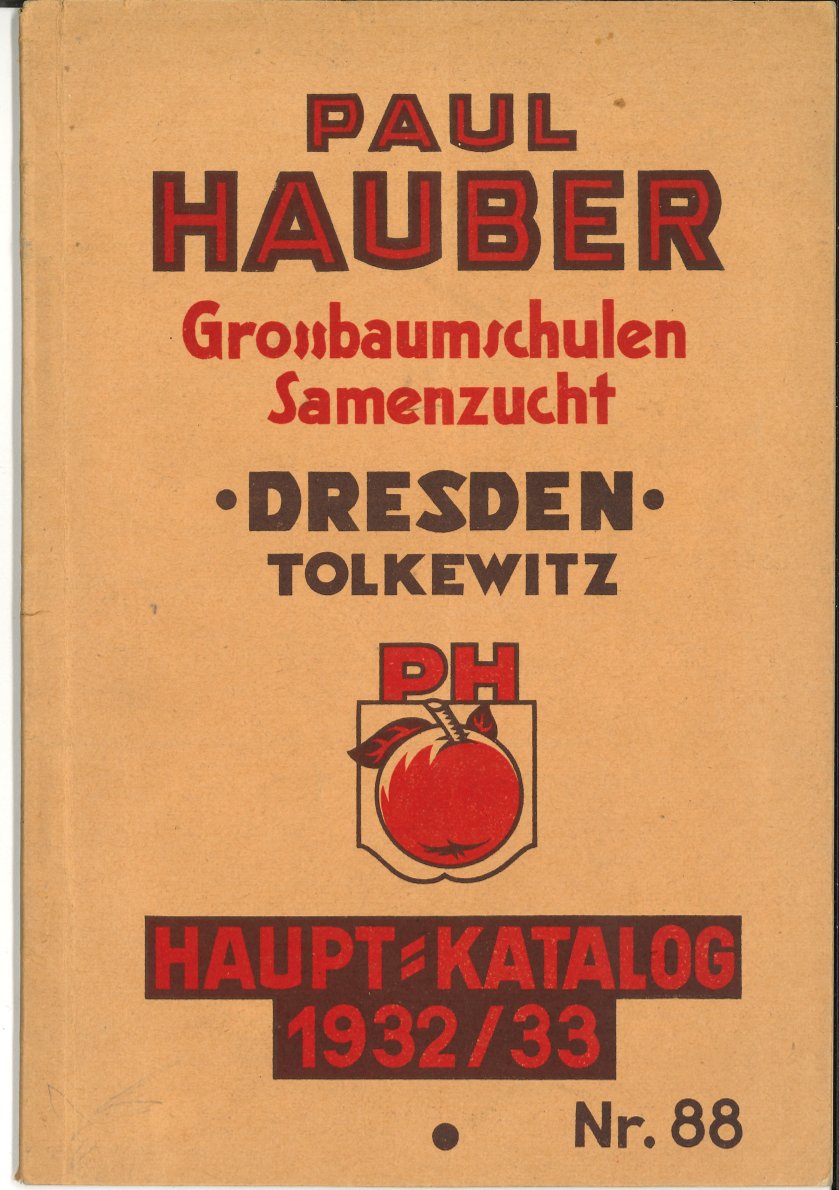 PAUL
HAUBER
Grossbaumschulen
Samenzucht
•DRESDEN•
TOLKEWITZ
PH
HAUPT=KATALOG
1932/33
Nr. 88